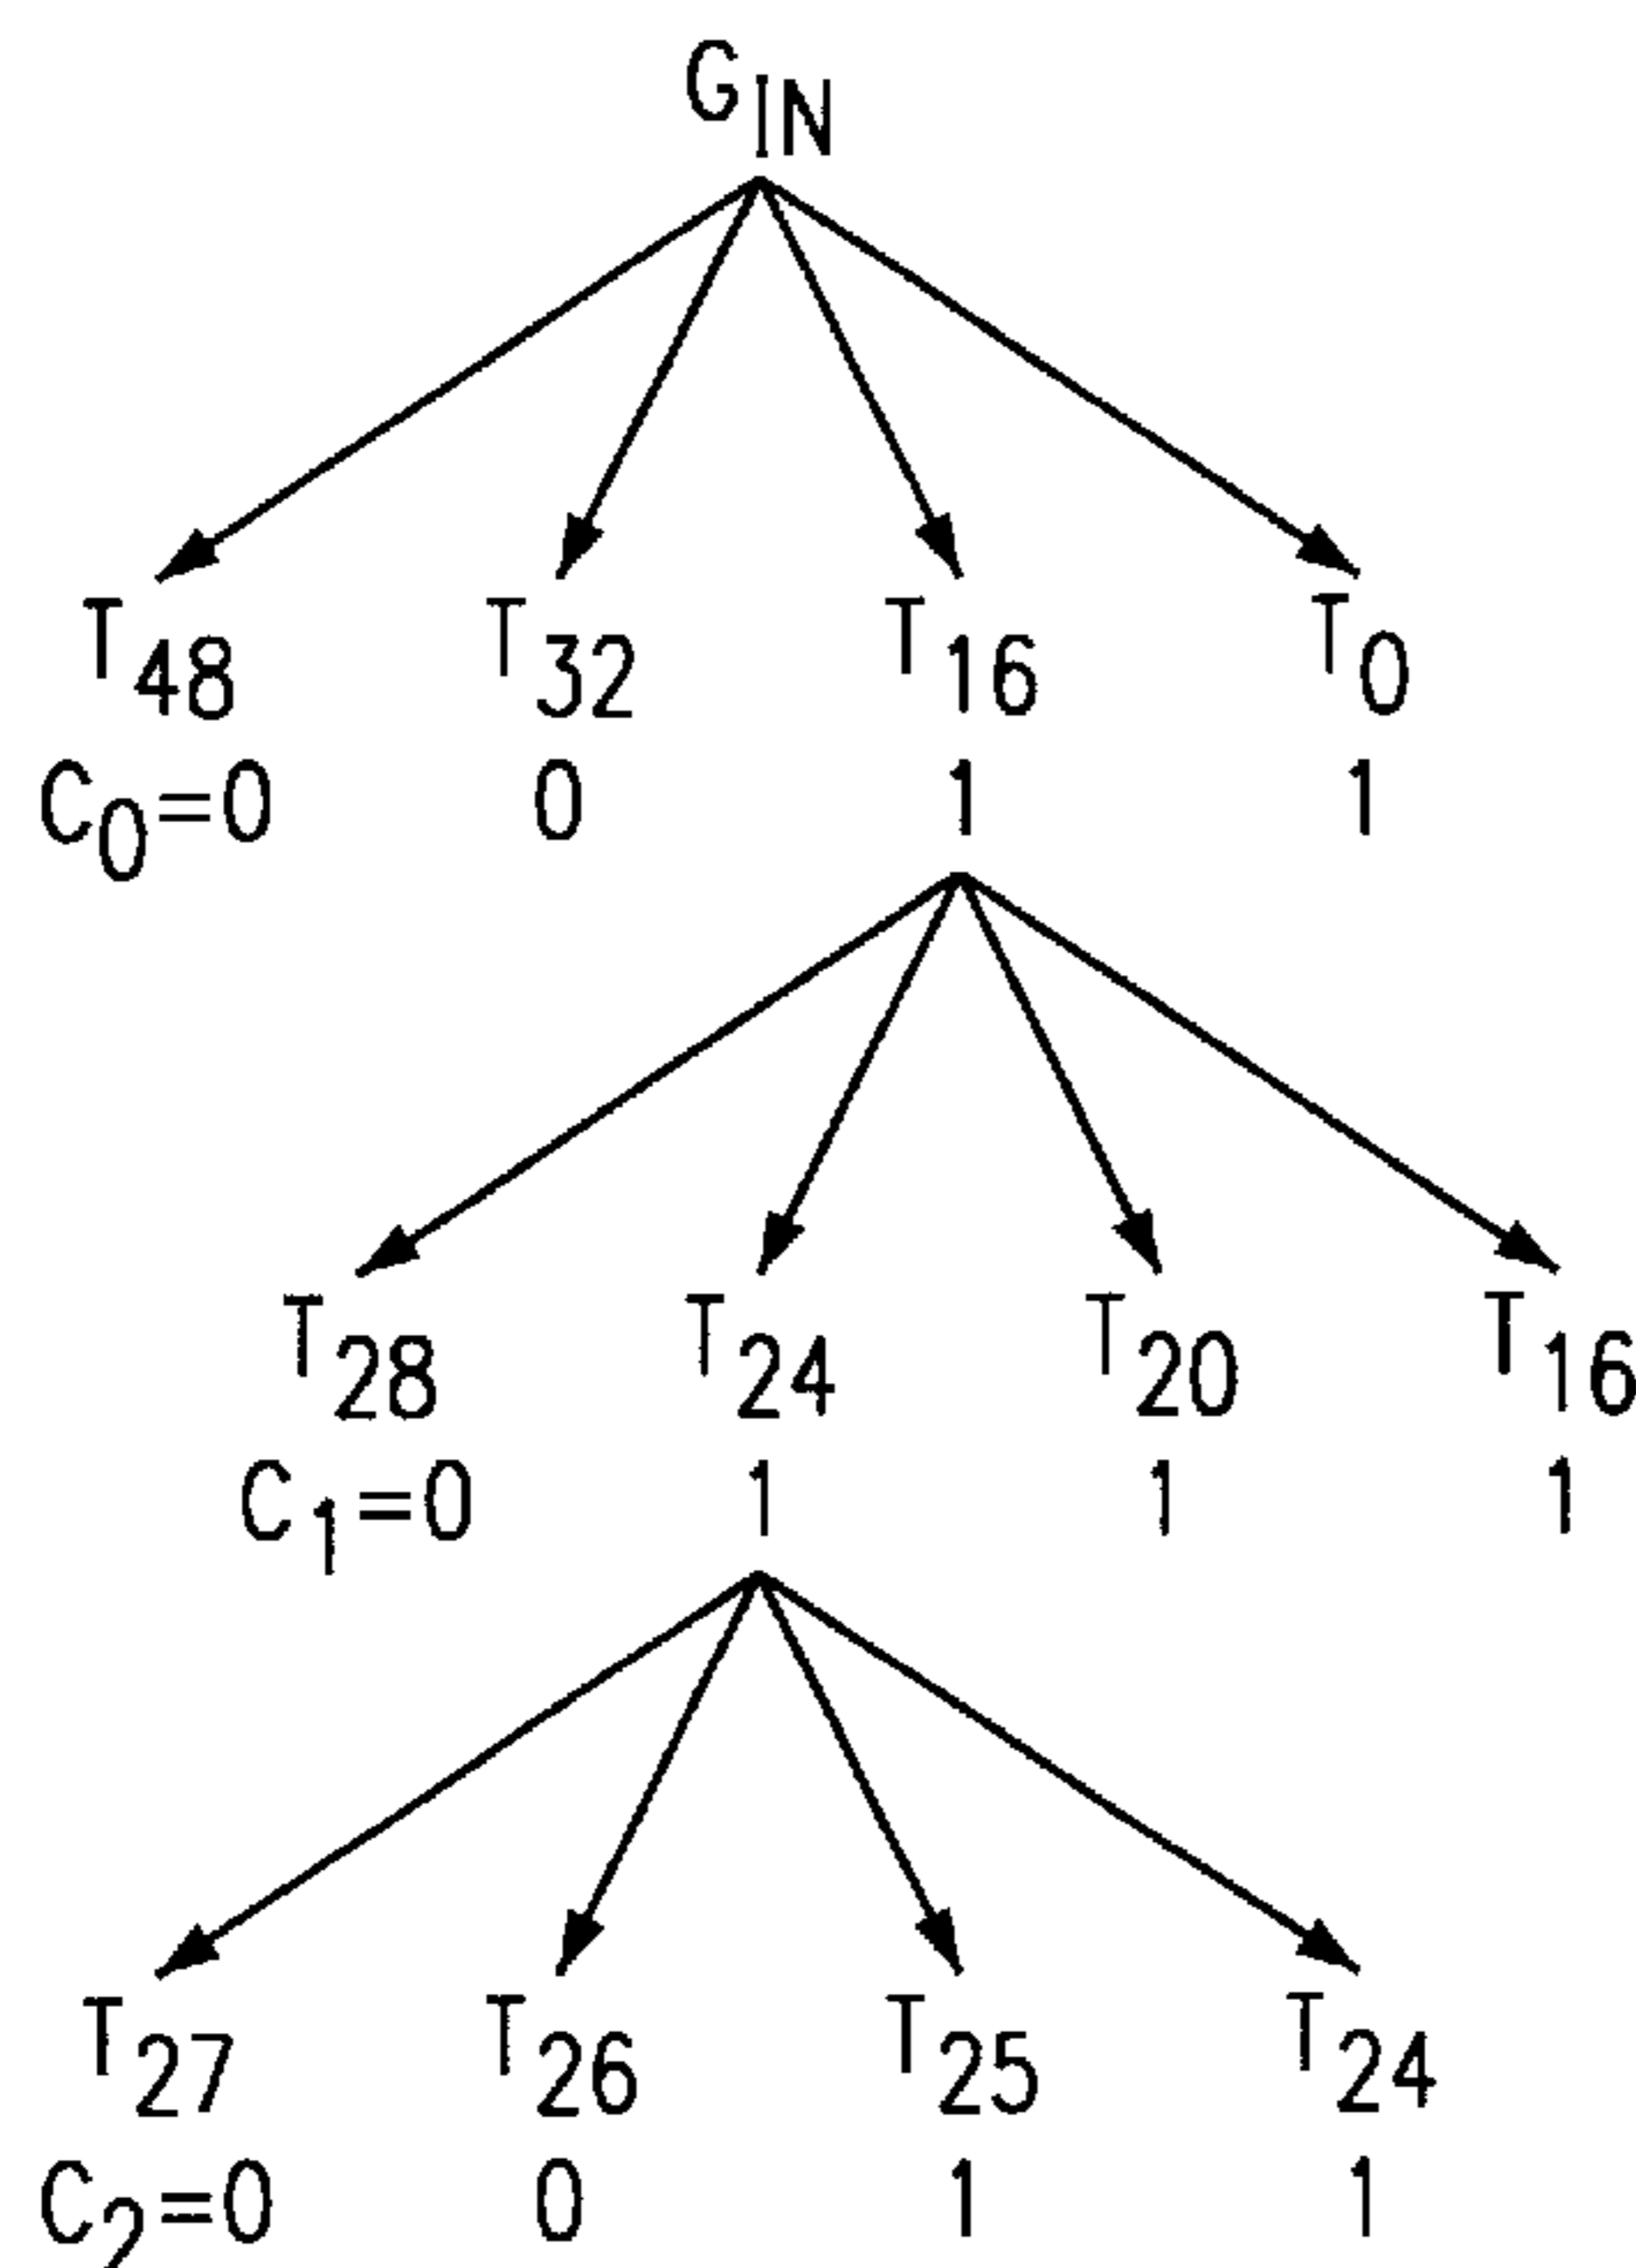 G_IN
T_48 T_32 T_16 T_0
C_0=0 0 1 1
T_28 T_24 T_20 T_16
C_1=0 1 1 1
T_27 T_26 T_25 T_24
C_2=0 0 1 1